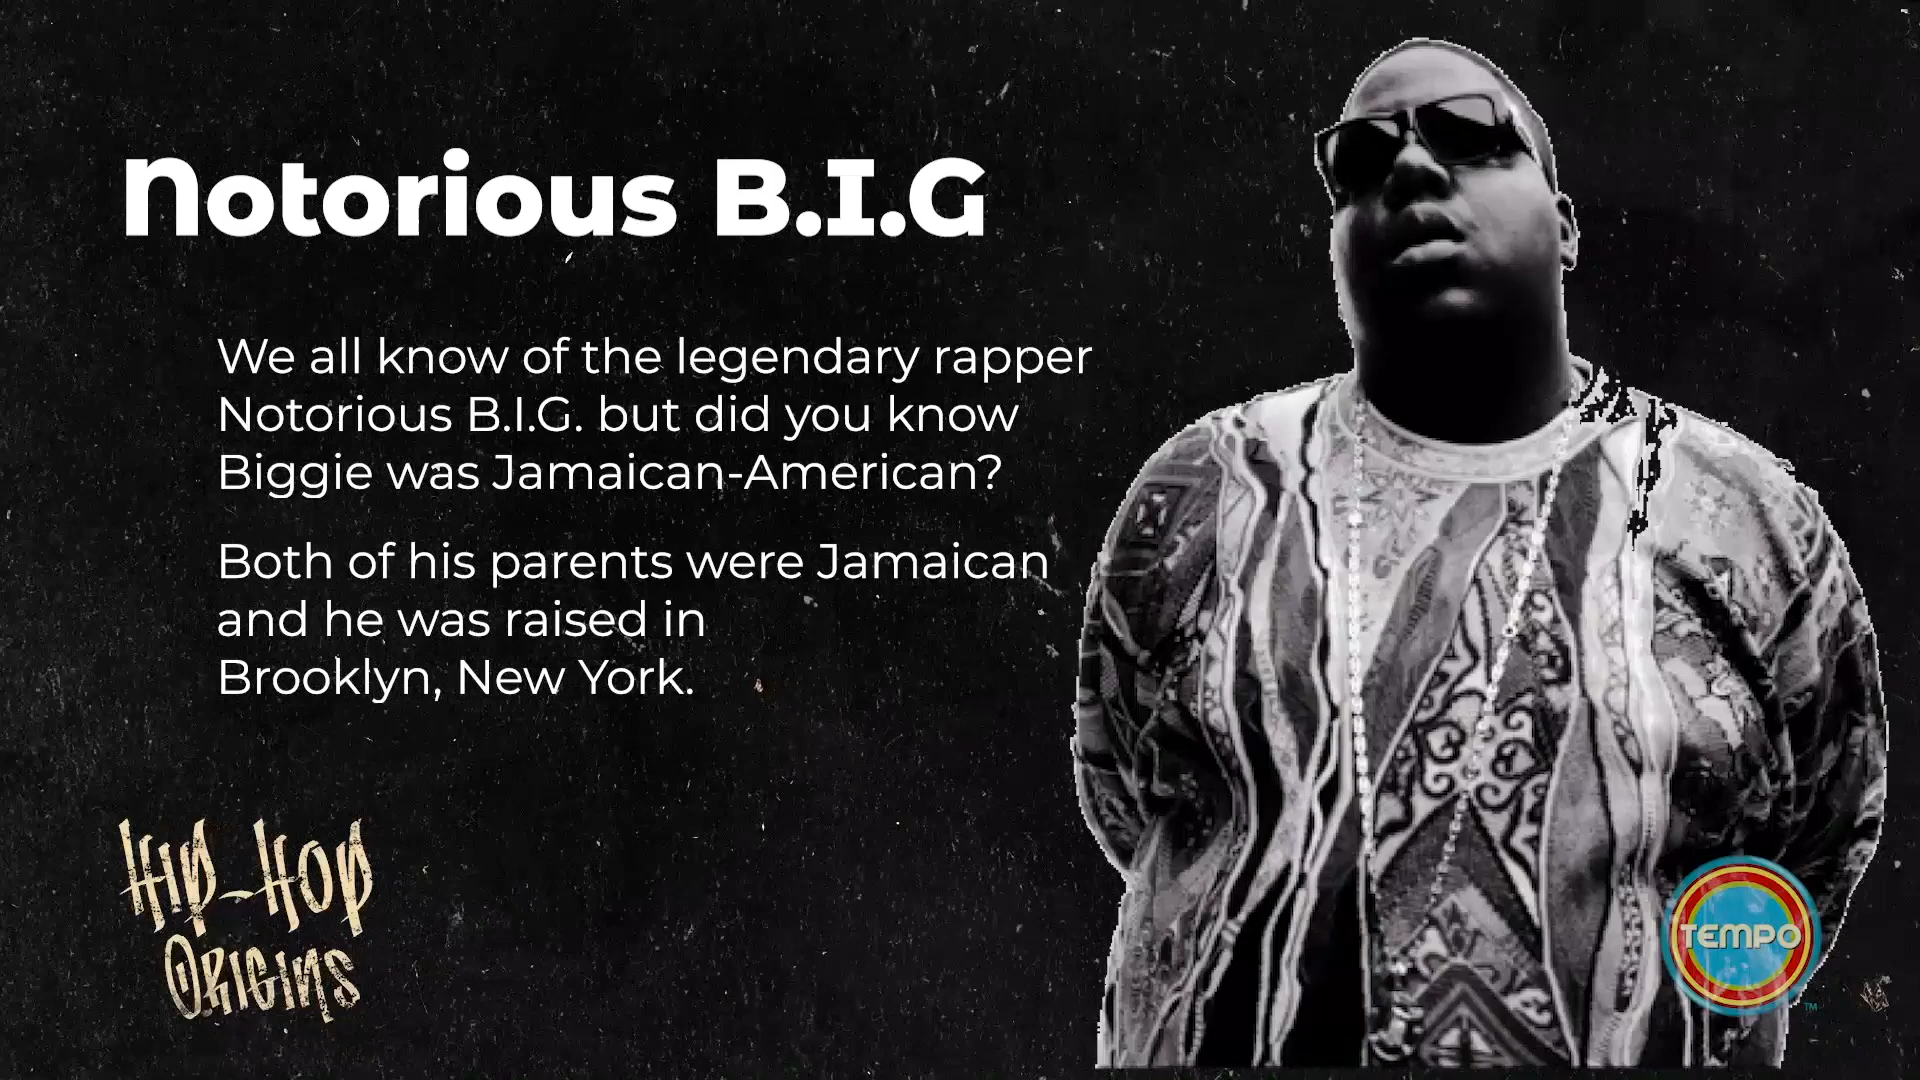 Notorious B.I.G
We all know of the legendary rapper
Notorious B.I.G. but did you know
Biggie was Jamaican-American?
Both of his parents were Jamaican
and he was raised in
Brooklyn, New York.
Hip-Hop
Origins
TEMPO
TM